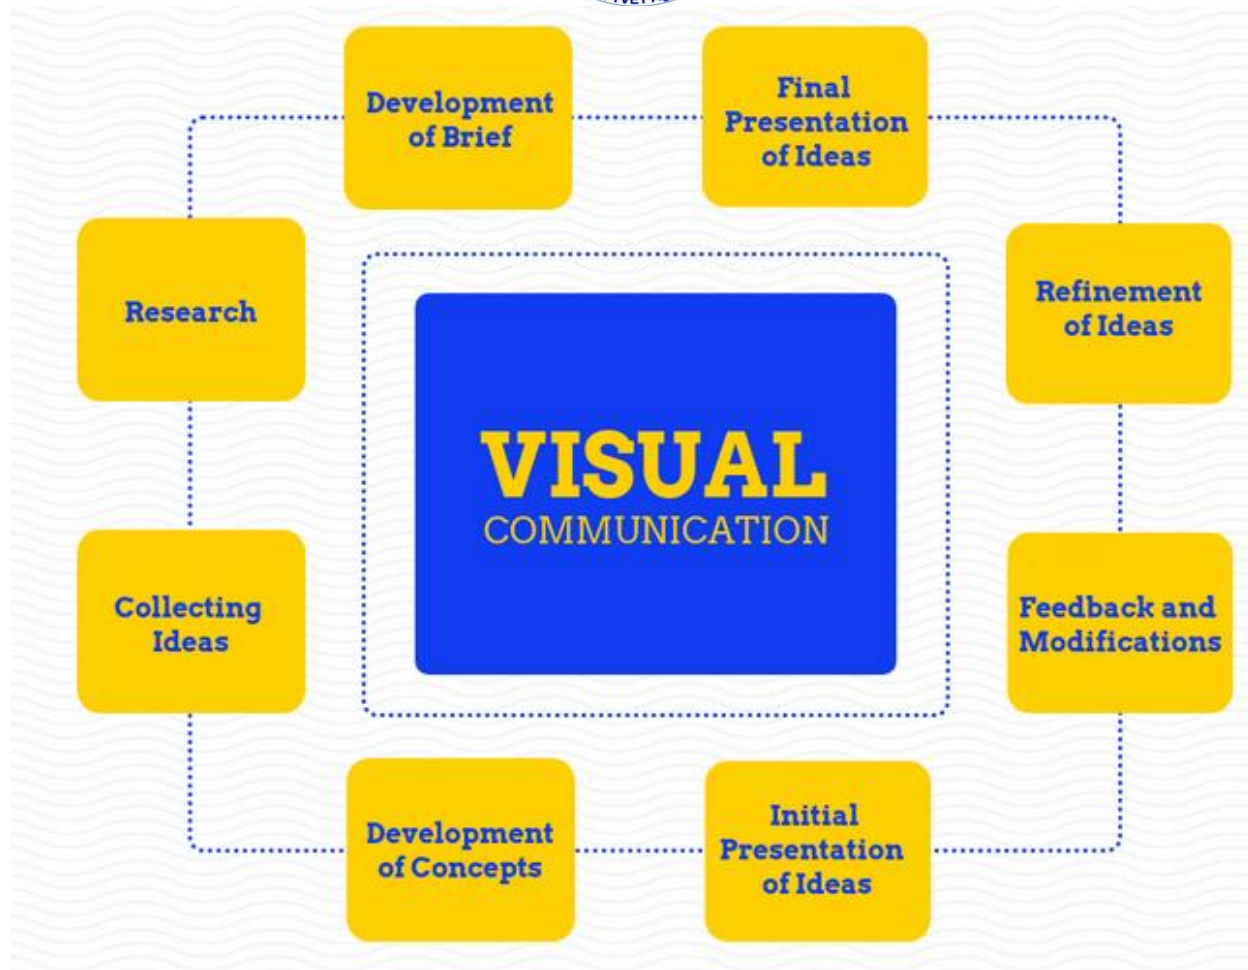 Development
of Brief
Final
Presentation
of Ideas
Research
Refinement
of Ideas
VISUAL
COMMUNICATION
Collecting
Ideas
Feedback and
Modifications
Development
of Concepts
Initial
Presentation
of Ideas